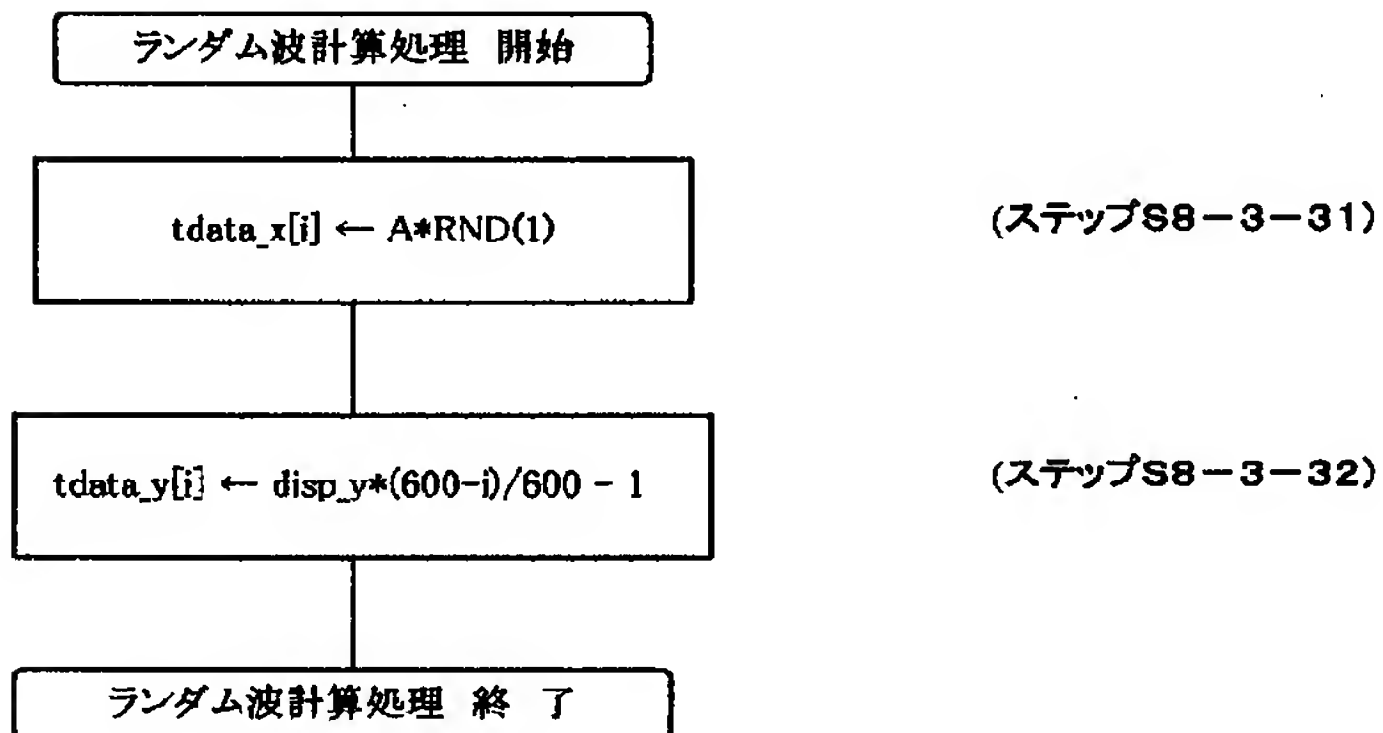 ランダム波計算処理 開始
tdata_x[i] ← A*RND(1)
(ステップS8－3－31)
tdata_y[i] ← disp_y*(600-i)/600 - 1
(ステップS8－3－32)
ランダム波計算処理 終 了